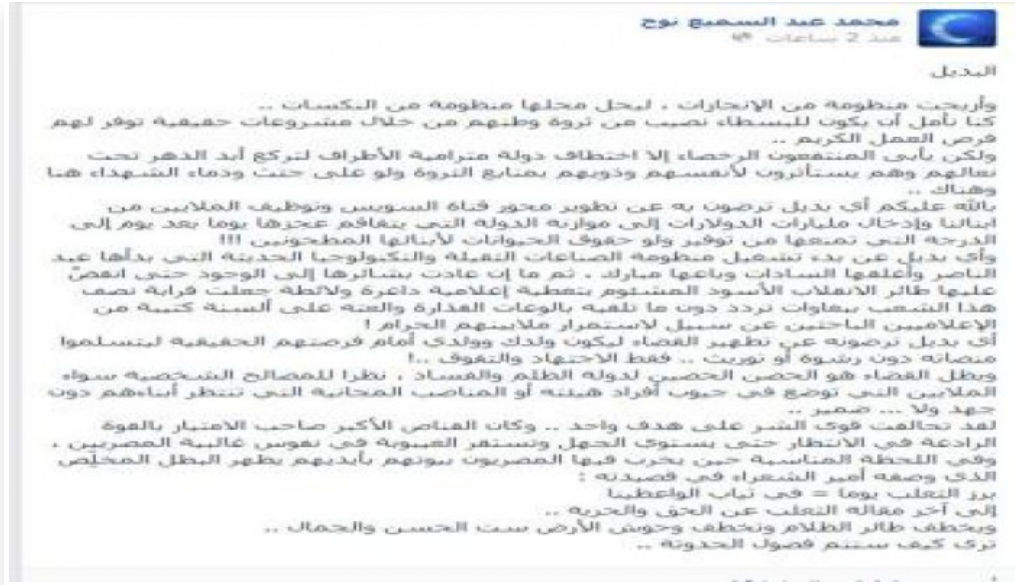 محمد عبد السميع نوح
منذ 2 ساعات
البديل
وأزيحت منظومة من الإنجازات ، ليحل محلها منظومة من النكسات ..
كنا نأمل أن يكون للبسطاء نصيب من ثروة وطنهم من خلال مشروعات حقيقية توفر لهم
فرص العمل الكريم ..
ولكن يأبى المنتفعون الرخصاء إلا اختطاف دولة مترامية الأطراف لتركع أبد الدهر تحت
نعالهم وهم يستأثرون لأنفسهم وذويهم بمنابع الثروة ولو على جثث ودماء الشهداء هنا
وهناك ..
بالله عليكم أي بديل ترضون به عن تطوير محور قناة السويس وتوظيف الملايين من
ابنائنا وإدخال مليارات الدولارات إلى موازنة الدولة التي يتفاقم عجزها يوما بعد يوم إلى
الدرجة التي تمنعها من توفير ولو حقوق الحيوانات لأبنائها المطحونين !!!
وأي بديل عن بدء تشغيل منظومة الصناعات الثقيلة والتكنولوجيا الحديثة التي بدأها عبد
الناصر وأغلقها السادات وباعها مبارك ، ثم ما إن عادت بشائرها إلى الوجود حتى انقضّ
عليها طائر الانقلاب الأسود المشئوم بتغطية إعلامية داعرة ولائطة جعلت قرابة نصف
هذا الشعب ببغاوات تردد دون ما تلقيه بالوعات القذارة والعته على ألسنة كتيبة من
الإعلاميين الباحثين عن سبيل لاستمرار ملايينهم الحرام !
أي بديل ترضونه عن تطهير القضاء ليكون ولدك وولدي أمام فرصتهم الحقيقية ليتسلموا
منصاته دون رشوة أو توريث .. فقط الاجتهاد والتفوق ..!
ويظل القضاء هو الحصن الحصين لدولة الظلم والفساد ، نظرا للمصالح الشخصية سواء
الملايين التي توضع في جيوب أفراد هيئته أو المناصب المجانية التي تنتظر أبناءهم دون
جهد ولا ... ضمير ..
لقد تحالفت قوى الشر على هدف واحد .. وكان القناص الأكبر صاحب الامتياز بالقوة
الرادعة في الانتظار حتى يستوي الجهل وتستقر الغيبوبة في نفوس غالبية المصريين ،
وفي اللحظة المناسبة حين يخرب فيها المصريون بيوتهم بأيديهم يظهر البطل المخلّص
الذي وصفه أمير الشعراء في قصيدته :
برز الثعلب يوما = في ثياب الواعظينا
إلى آخر مقالة الثعلب عن الحق والحرية ..
ويخطف طائر الظلام وتخطف وحوش الأرض ست الحسن والجمال ..
ترى كيف ستتم فصول الحدوتة ..